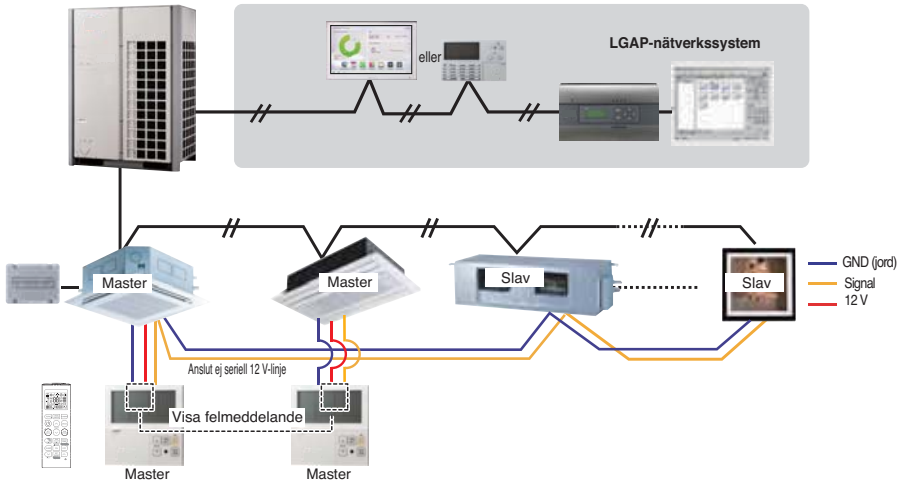 LGAP-nätverkssystem
eller
Master
Master
Slav
Slav
GND (jord)
Signal
12 V
Anslut ej seriell 12 V-linje
Visa felmeddelande
Master
Master